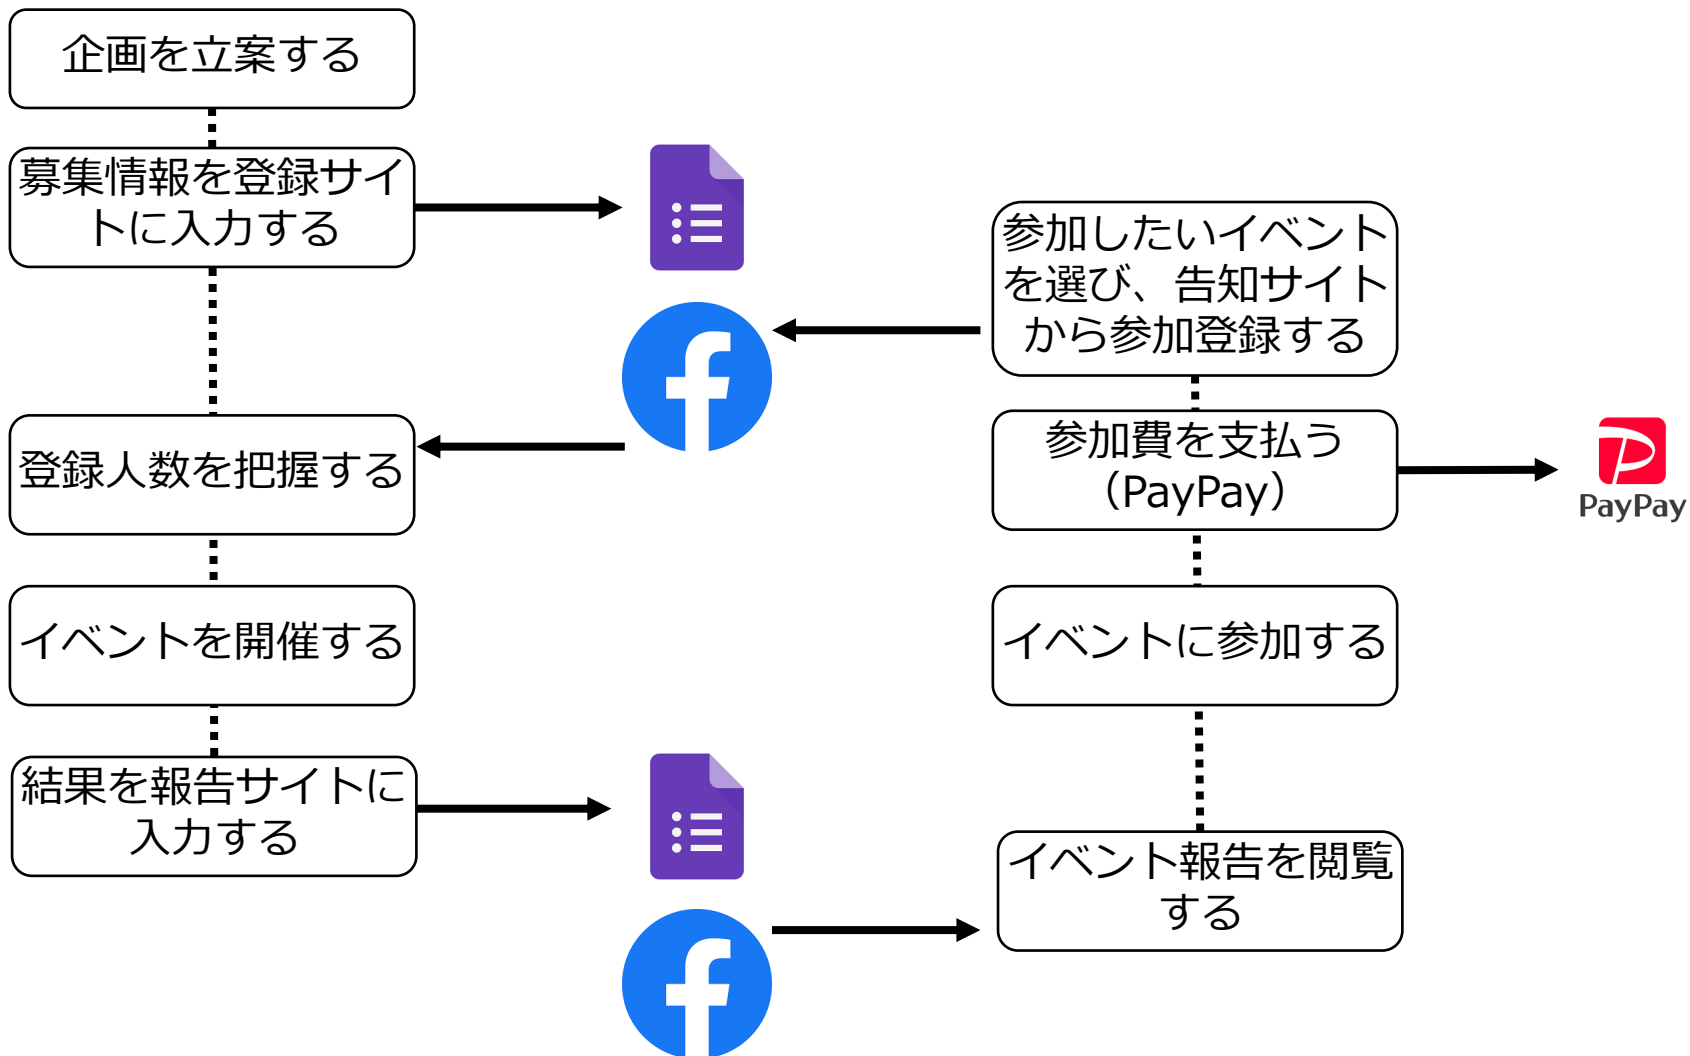 企画を立案する
募集情報を登録サイ
トに入力する
登録人数を把握する
イベントを開催する
結果を報告サイトに
入力する
参加したいイベント
を選び、告知サイト
から参加登録する
参加費を支払う
（PayPay）
PayPay
イベントに参加する
イベント報告を閲覧
する